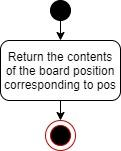 Return the contents
of the board position
corresponding to pos